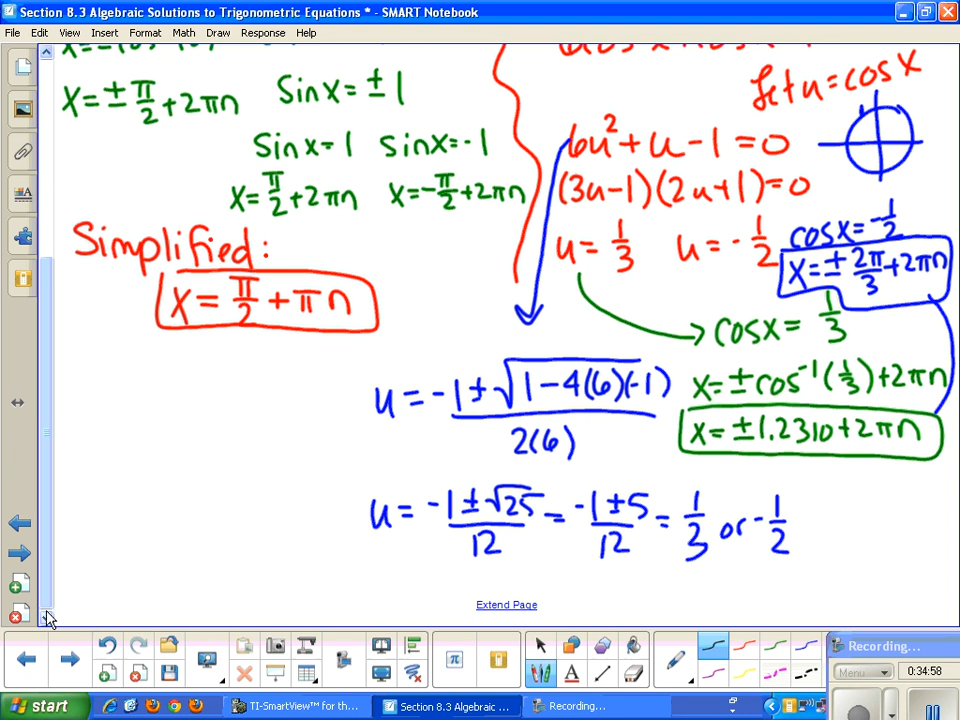 Section 8.3 Algebraic Solutions to Trigonometric Equations * - SMART Notebook
File Edit View Insert Format Math Draw Response Help
x = ± π/2 + 2πn
Sinx = ± 1
Sinx = 1 sinx = -1
x = π/2 + 2πn x = -π/2 + 2πn
Simplified:
x = π/2 + πn
let u = cos x
6u² + u - 1 = 0
(3u-1)(2u+1) = 0
u = 1/3 u = -1/2
cosx = -1/2
x = ± 2π/3 + 2πn
cosx = 1/3
x = ± cos⁻¹(1/3) + 2πn
x = ± 1.2310 + 2πn
u = -1 ± √(1 - 4(6)(-1)) / 2(6)
u = -1 ± √25 / 12 = -1 ± 5 / 12 = 1/3 or -1/2
Extend Page
Recording...
Menu
0:34:58
start
TI-SmartView™ for th...
Section 8.3 Algebraic ...
Recording...